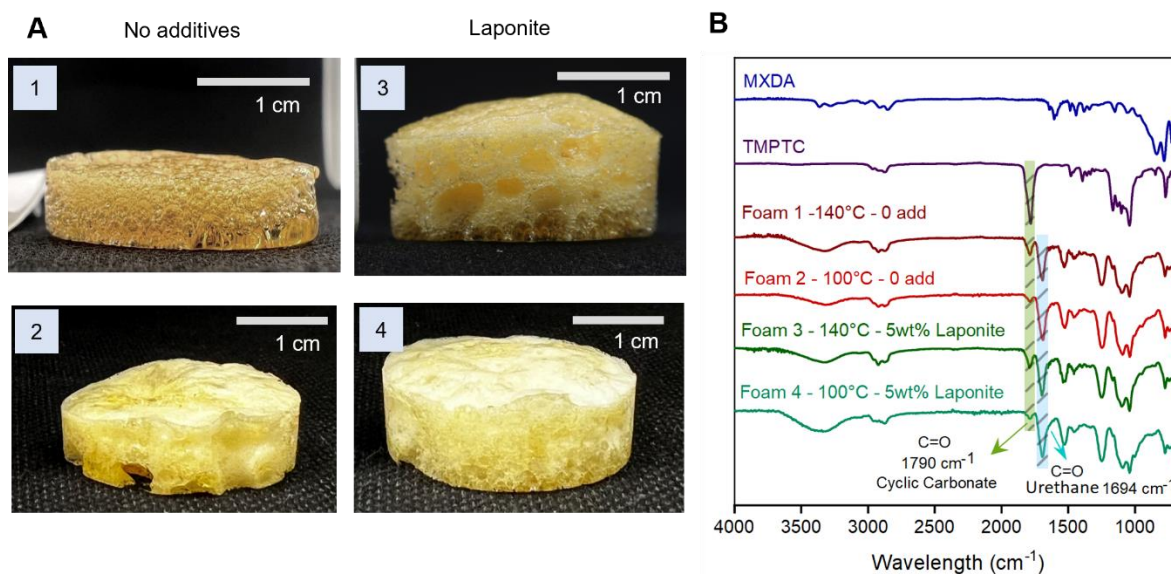 A
No additives
Laponite
1
1 cm
3
1 cm
2
1 cm
4
1 cm
B
MXDA
TMPTC
Foam 1 -140°C - 0 add
Foam 2 - 100°C - 0 add
Foam 3 - 140°C - 5wt% Laponite
Foam 4 - 100°C - 5wt% Laponite
C=O
1790 cm⁻¹
Cyclic Carbonate
C=O
Urethane 1694 cm⁻¹
4000 3500 3000 2500 2000 1500 1000
Wavelength (cm⁻¹)